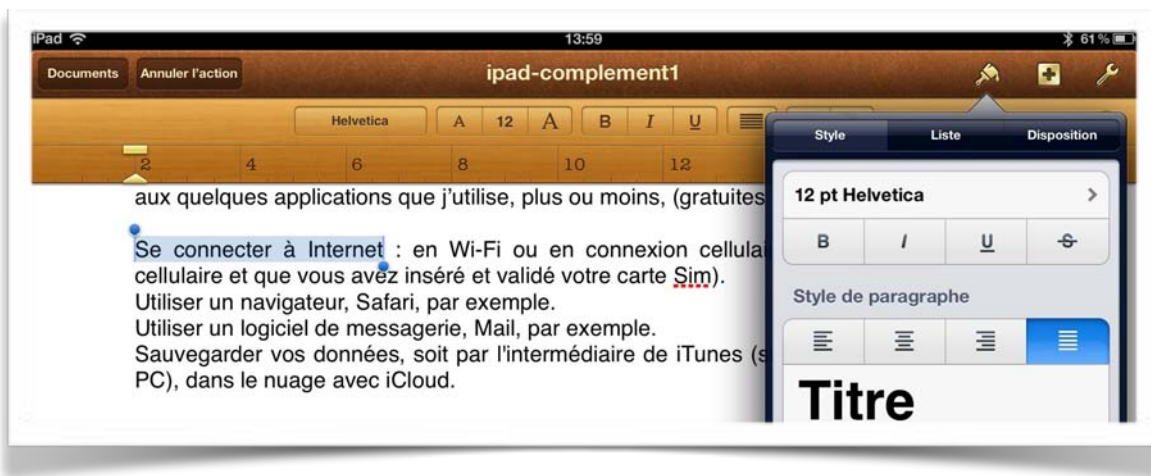 iPad 13:59 61 %
Documents Annuler l'action ipad-complement1
Helvetica A 12 A B I U
Style Liste Disposition
2 4 6 8 10 12
12 pt Helvetica
B I U S
Style de paragraphe
Titre
aux quelques applications que j'utilise, plus ou moins, (gratuites
Se connecter à Internet : en Wi-Fi ou en connexion
cellulaire et que vous avez inséré et validé votre carte Sim).
Utiliser un navigateur, Safari, par exemple.
Utiliser un logiciel de messagerie, Mail, par exemple.
Sauvegarder vos données, soit par l'intermédiaire de iTunes
PC), dans le nuage avec iCloud.